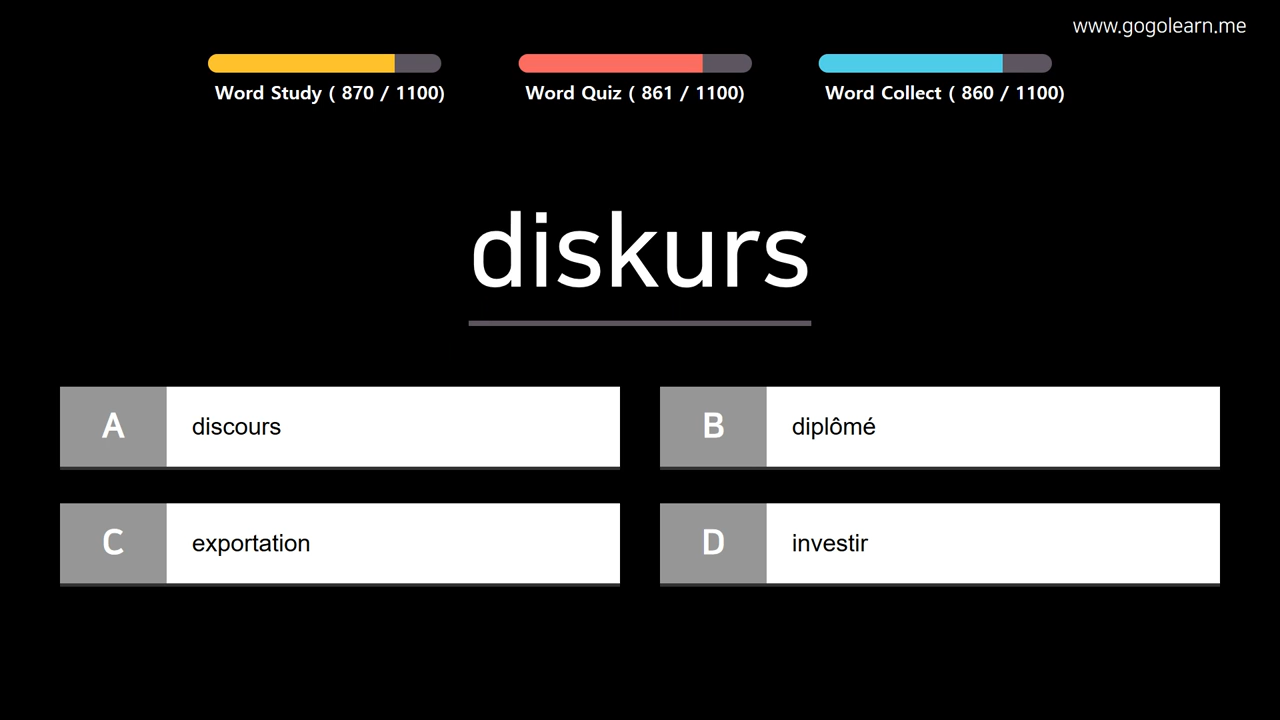 www.gogolearn.me
Word Study ( 870 / 1100)
Word Quiz ( 861 / 1100)
Word Collect ( 860 / 1100)
diskurs
A discours
B diplômé
C exportation
D investir